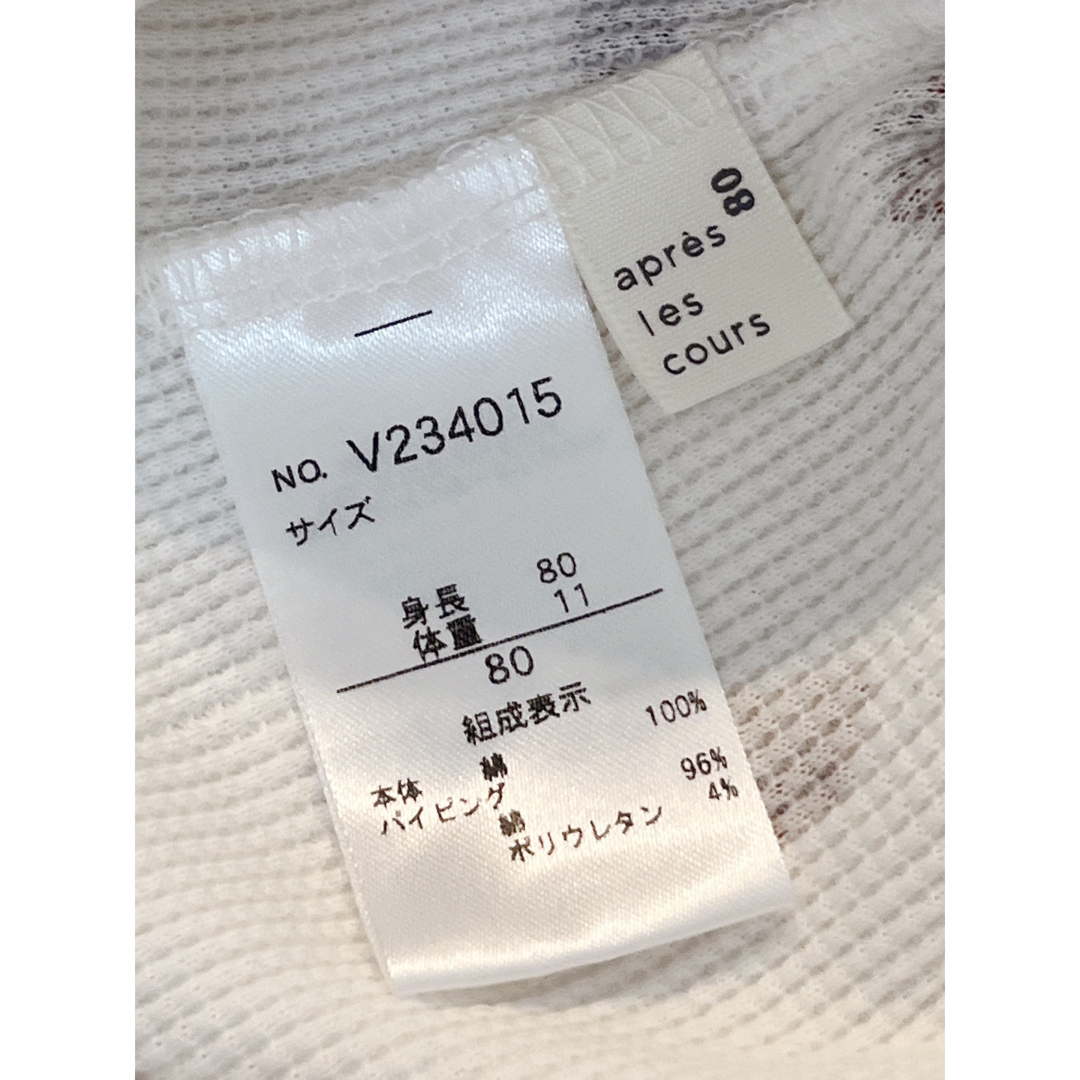 80
après
les
cours
NO. V234015
サイズ
身長 80
体重 11
80
組成表示
本体 綿 100%
パイピング
綿 96%
ポリウレタン 4%